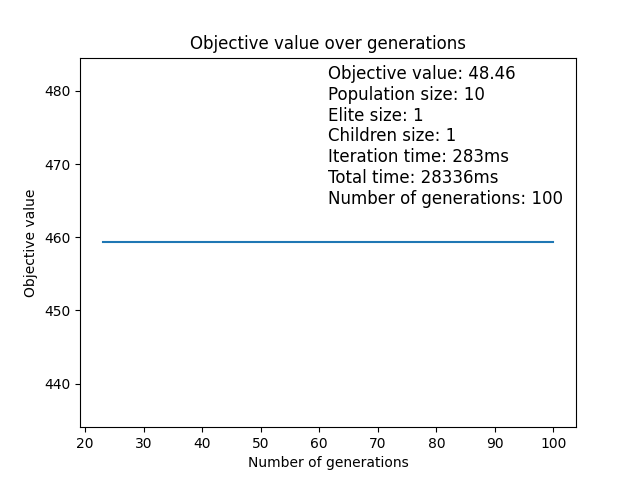 Objective value over generations
Objective value: 48.46
Population size: 10
Elite size: 1
Children size: 1
Iteration time: 283ms
Total time: 28336ms
Number of generations: 100
Objective value
480
470
460
450
440
20 30 40 50 60 70 80 90 100
Number of generations